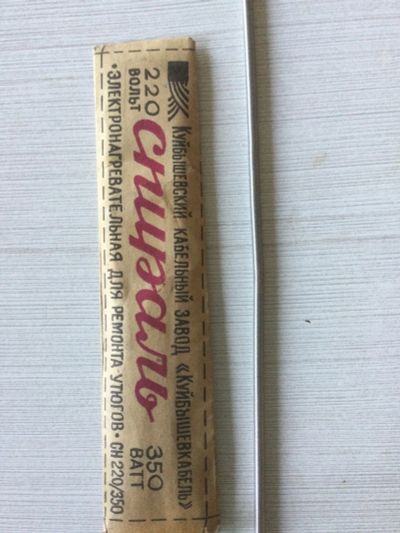 Куйбышевский кабельный завод «Куйбышевкабель»
220
ВОЛЬТ
Спираль
350
ВАТТ
• ЭЛЕКТРОНАГРЕВАТЕЛЬНАЯ ДЛЯ РЕМОНТА УТЮГОВ • СН 220/350